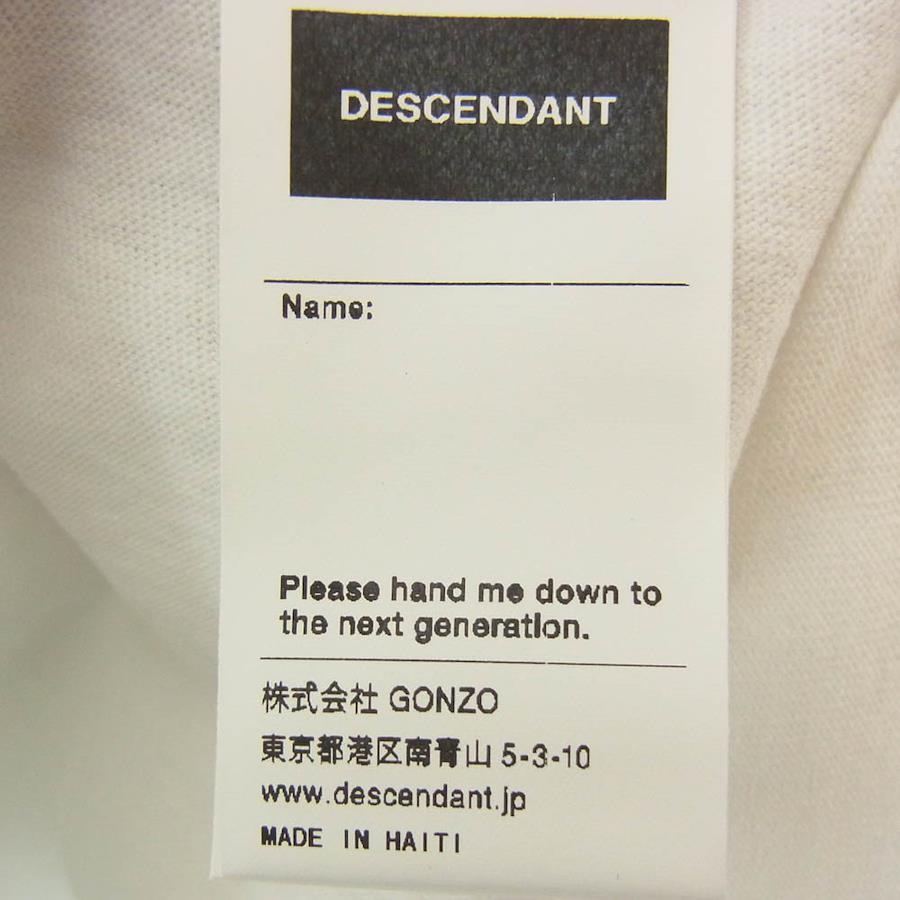 DESCENDANT
Name:
Please hand me down to
the next generation.
株式会社 GONZO
東京都港区南青山 5-3-10
www.descendant.jp
MADE IN HAITI